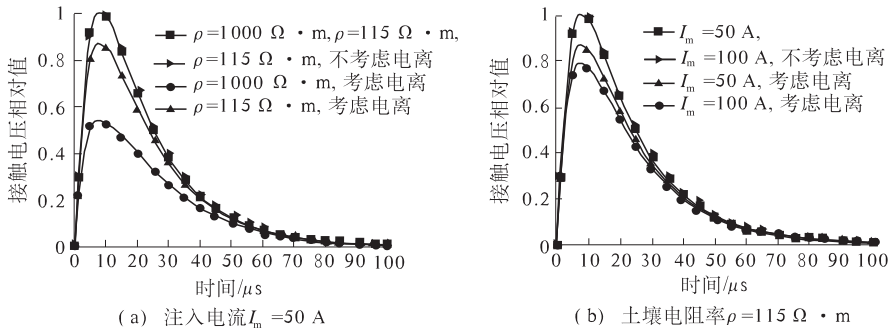 接触电压相对值
1
0.8
0.6
0.4
0.2
0
ρ=1000 Ω·m, ρ=115 Ω·m,
ρ=115 Ω·m, 不考虑电离
ρ=1000 Ω·m, 考虑电离
ρ=115 Ω·m, 考虑电离
0 10 20 30 40 50 60 70 80 90 100
时间/μs
(a) 注入电流Im=50 A
接触电压相对值
1
0.8
0.6
0.4
0.2
0
Im=50 A,
Im=100 A, 不考虑电离
Im=50 A, 考虑电离
Im=100 A, 考虑电离
0 10 20 30 40 50 60 70 80 90 100
时间/μs
(b) 土壤电阻率ρ=115 Ω·m